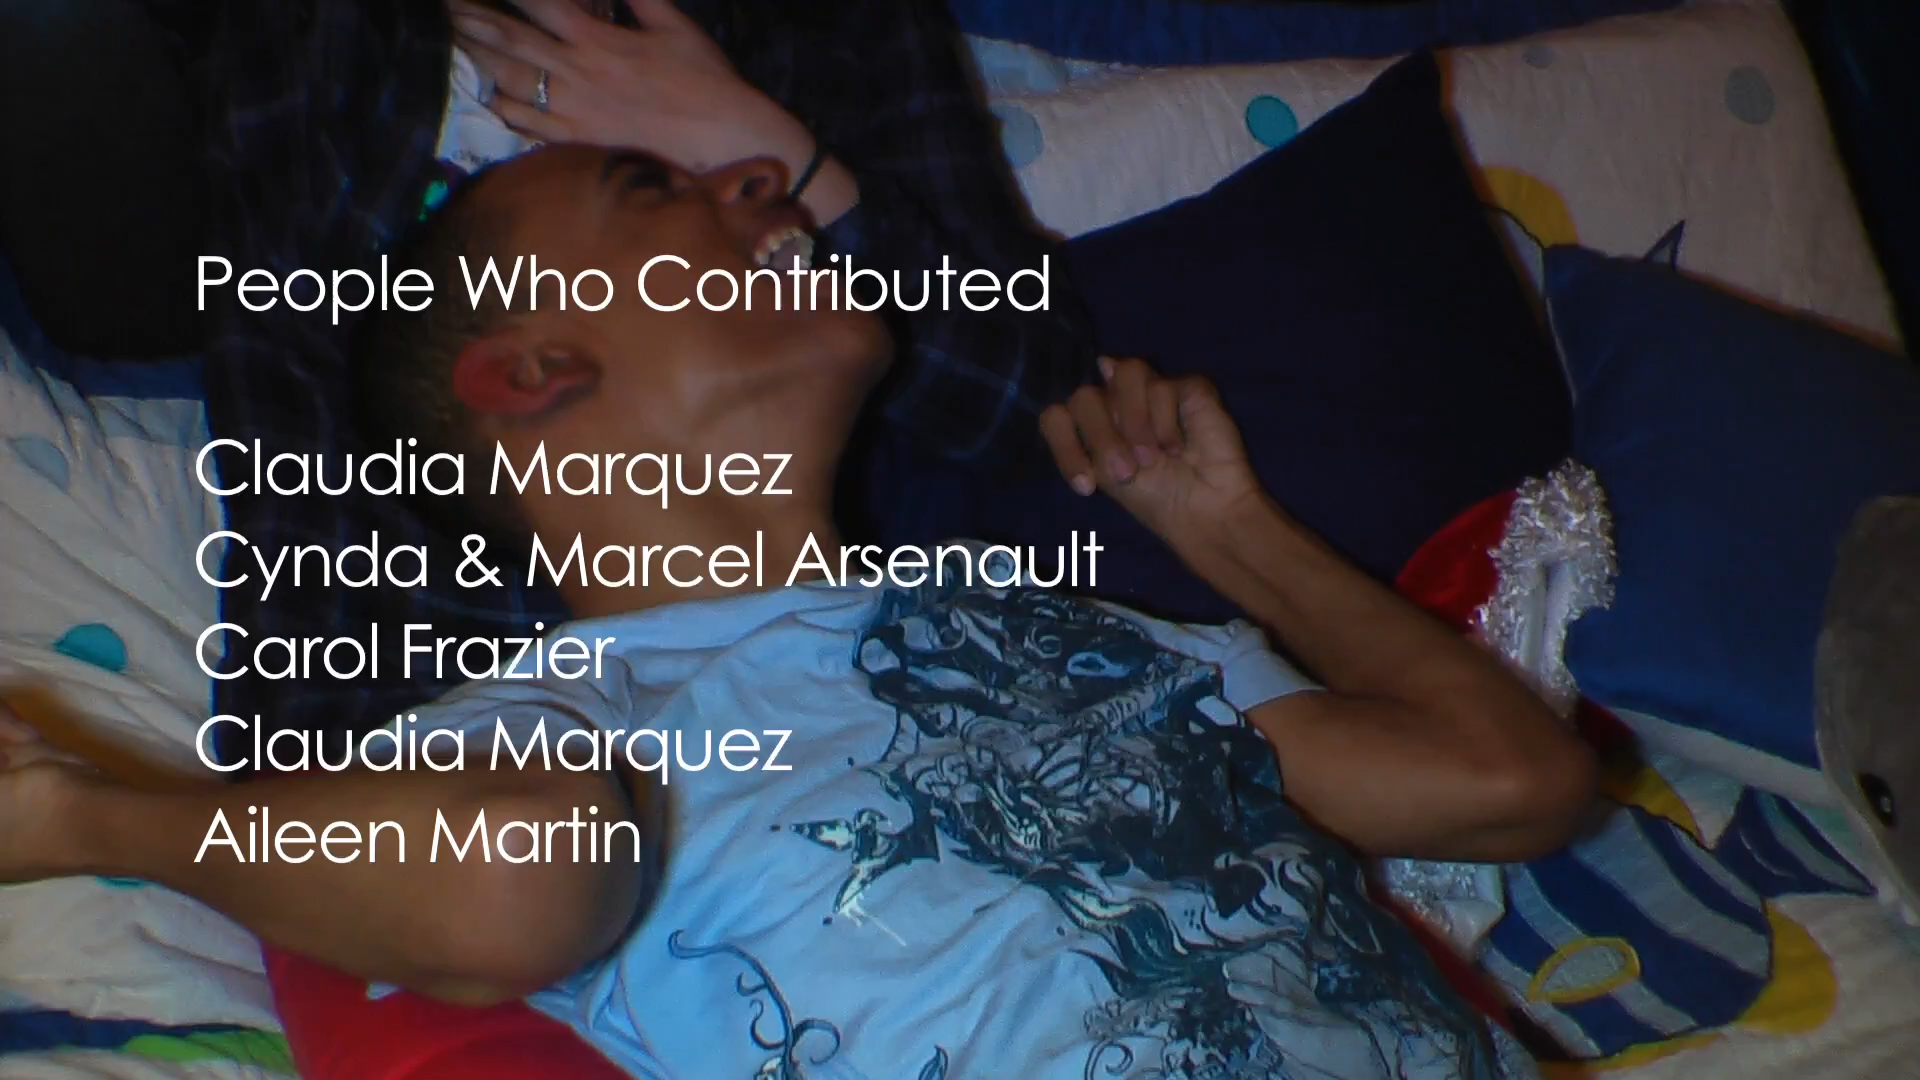 People Who Contributed
Claudia Marquez
Cynda & Marcel Arsenault
Carol Frazier
Claudia Marquez
Aileen Martin